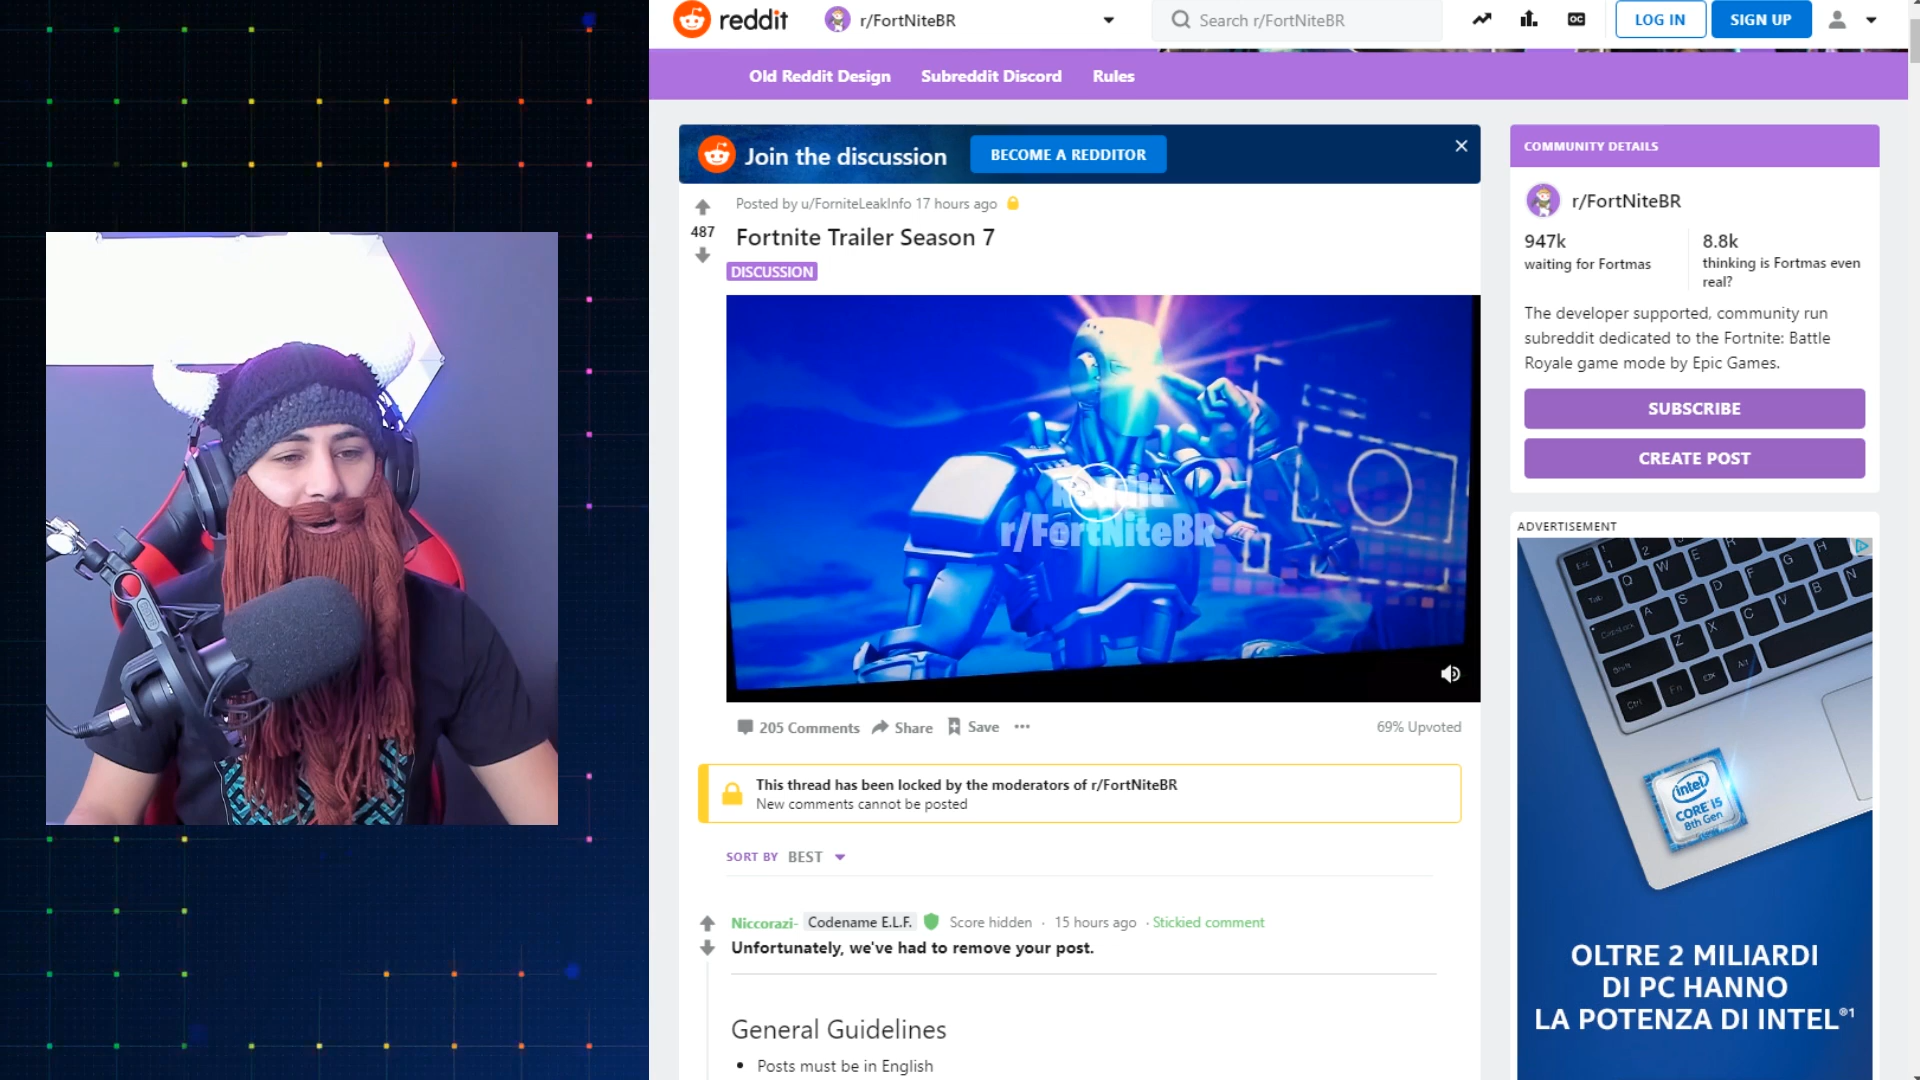 reddit
r/FortNiteBR
Search r/FortNiteBR
LOG IN
SIGN UP
Old Reddit Design
Subreddit Discord
Rules
Join the discussion
BECOME A REDDITOR
Posted by u/ForniteLeakInfo 17 hours ago
487
Fortnite Trailer Season 7
DISCUSSION
Reddit
r/FortNiteBR
205 Comments
Share
Save
69% Upvoted
This thread has been locked by the moderators of r/FortNiteBR
New comments cannot be posted
SORT BY BEST
Niccorazi- Codename E.L.F. Score hidden · 15 hours ago · Stickied comment
Unfortunately, we've had to remove your post.
General Guidelines
• Posts must be in English
COMMUNITY DETAILS
r/FortNiteBR
947k
waiting for Fortmas
8.8k
thinking is Fortmas even
real?
The developer supported, community run
subreddit dedicated to the Fortnite: Battle
Royale game mode by Epic Games.
SUBSCRIBE
CREATE POST
ADVERTISEMENT
intel
CORE i5
8th Gen
OLTRE 2 MILIARDI
DI PC HANNO
LA POTENZA DI INTEL®1